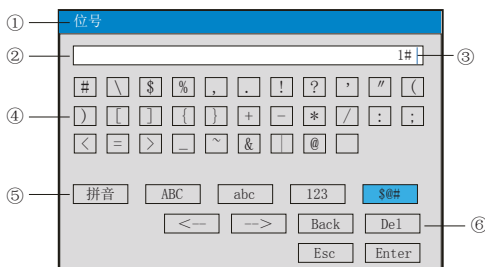 ① 位号
② 1# ③
# \ $ % , . ! ? ’ ″ (
④ ) [ ] { } + - * / : ;
< = > _ ~ & | @
⑤ 拼音 ABC abc 123 $@#
<-- --> Back Del ⑥
Esc Enter